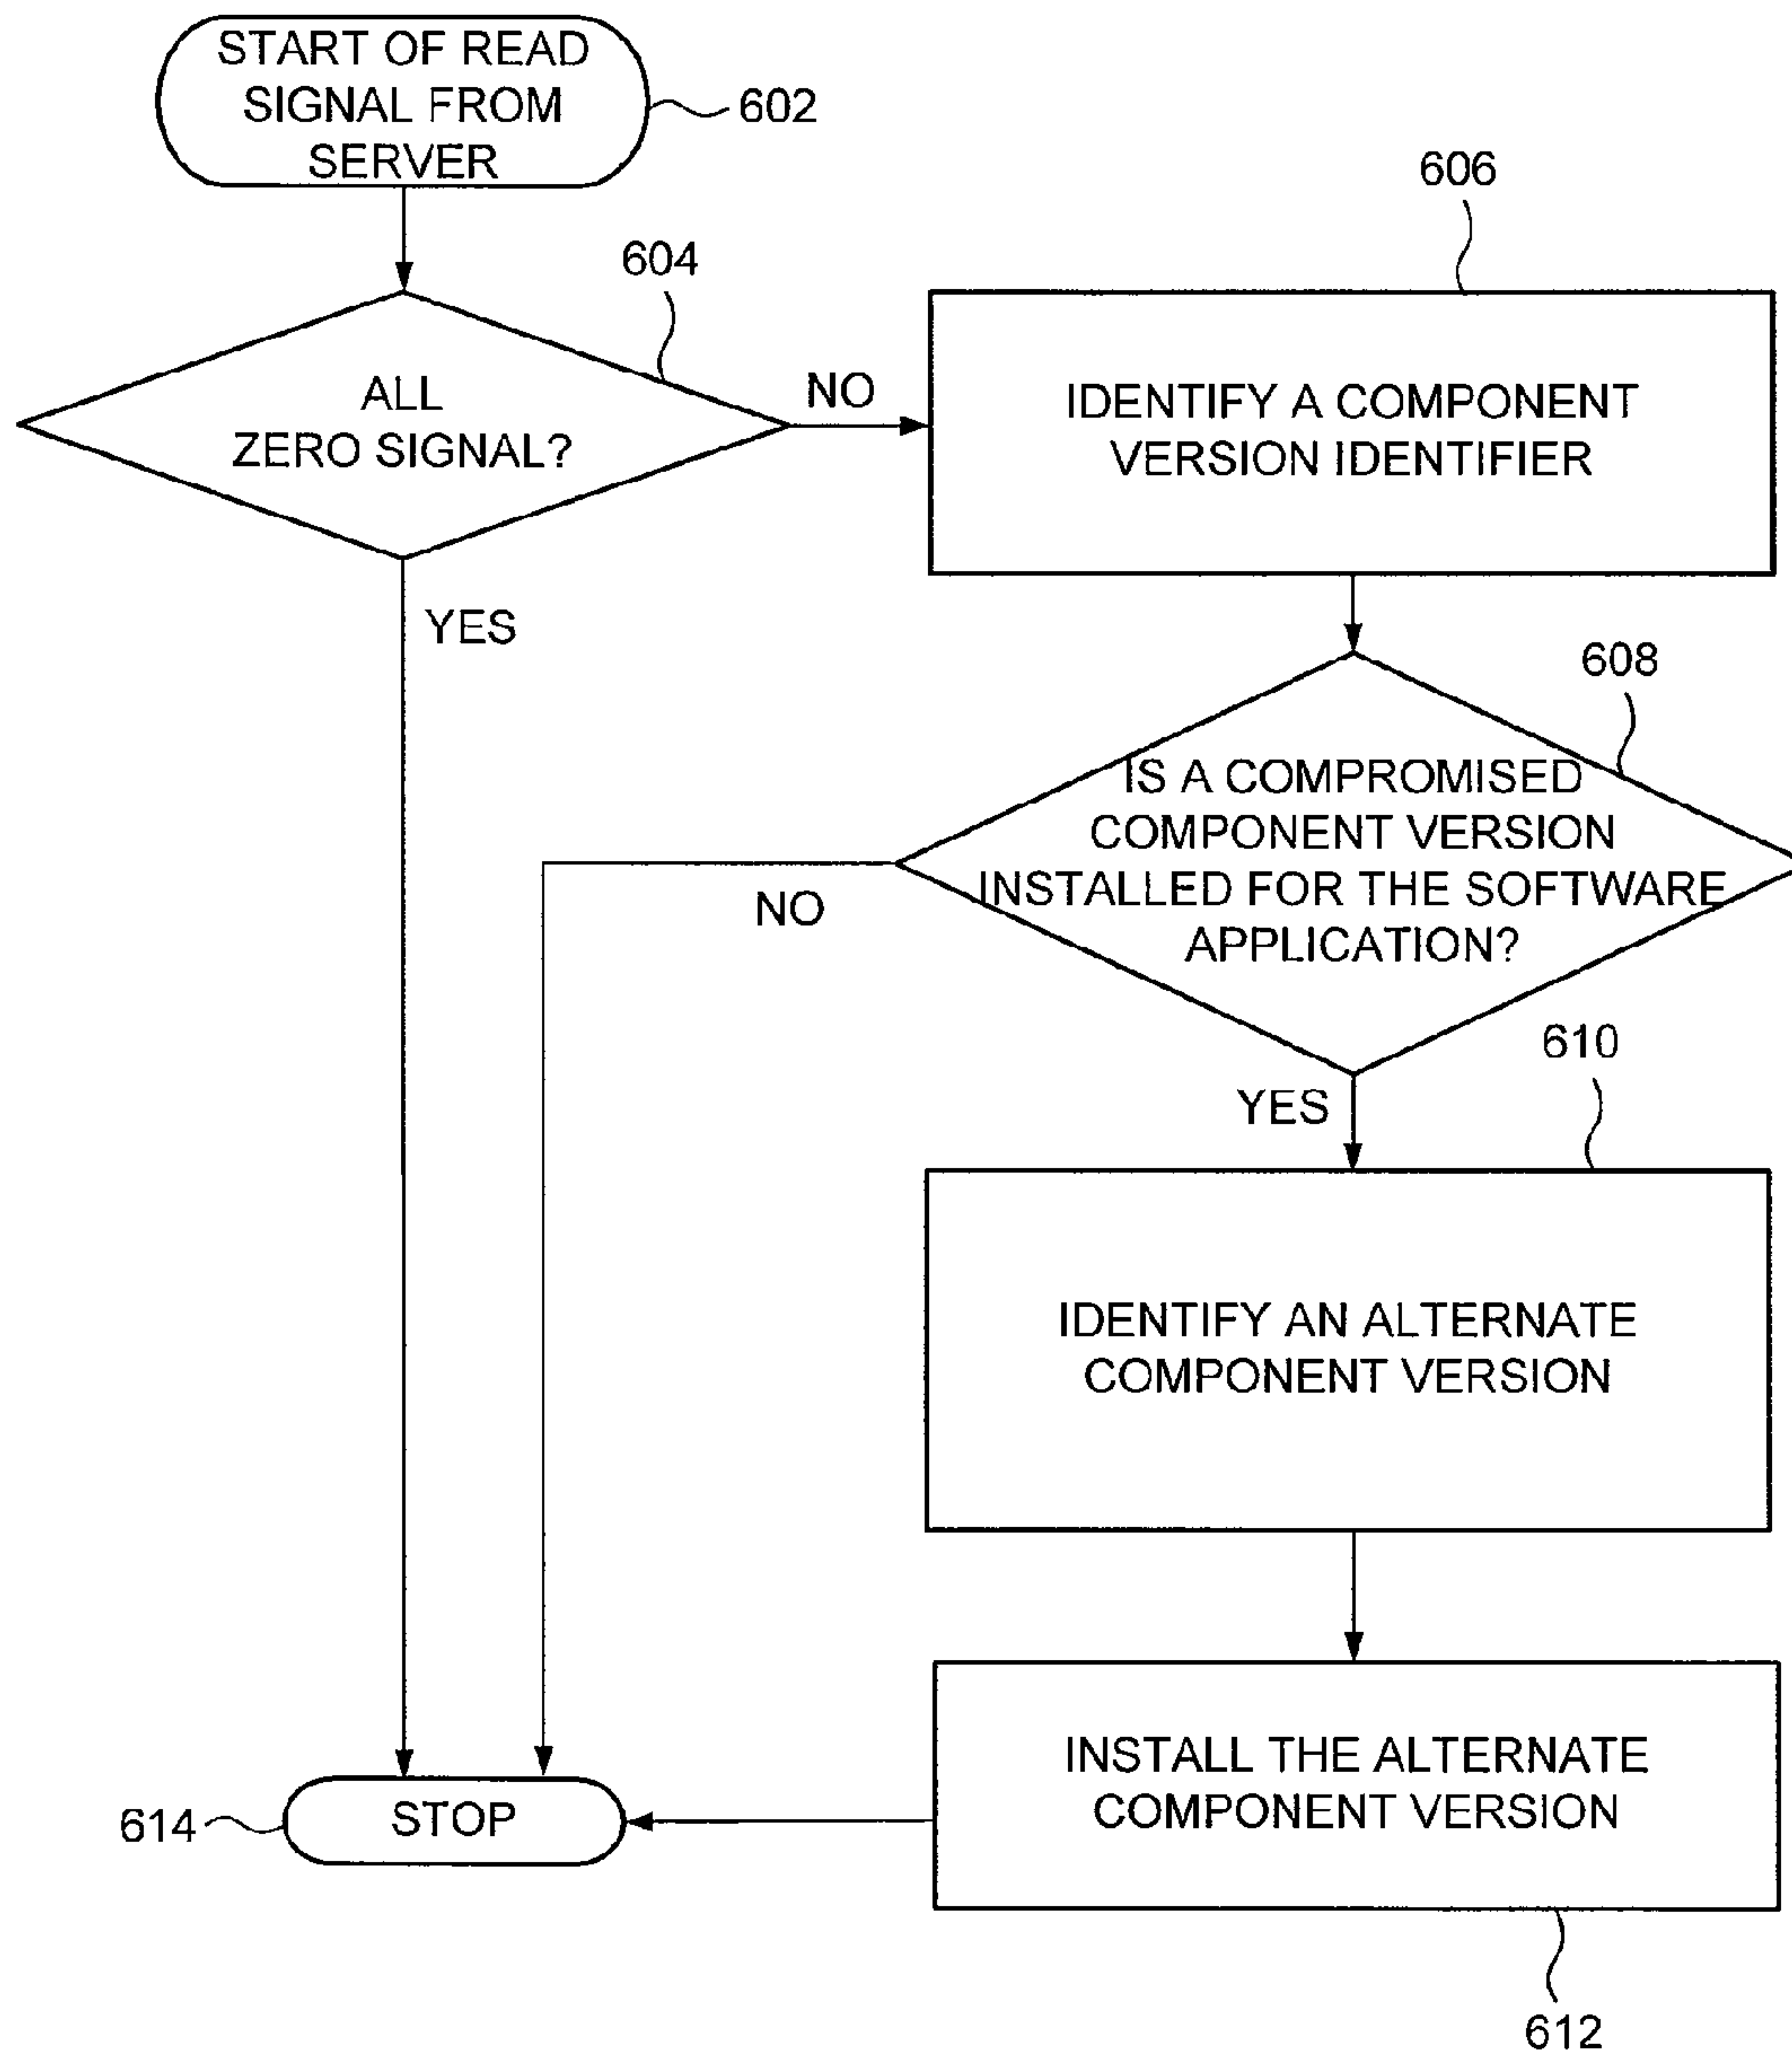 START OF READ
SIGNAL FROM
SERVER
602
604
ALL
ZERO SIGNAL?
NO
YES
606
IDENTIFY A COMPONENT
VERSION IDENTIFIER
608
IS A COMPROMISED
COMPONENT VERSION
INSTALLED FOR THE SOFTWARE
APPLICATION?
NO
YES
610
IDENTIFY AN ALTERNATE
COMPONENT VERSION
INSTALL THE ALTERNATE
COMPONENT VERSION
612
614
STOP